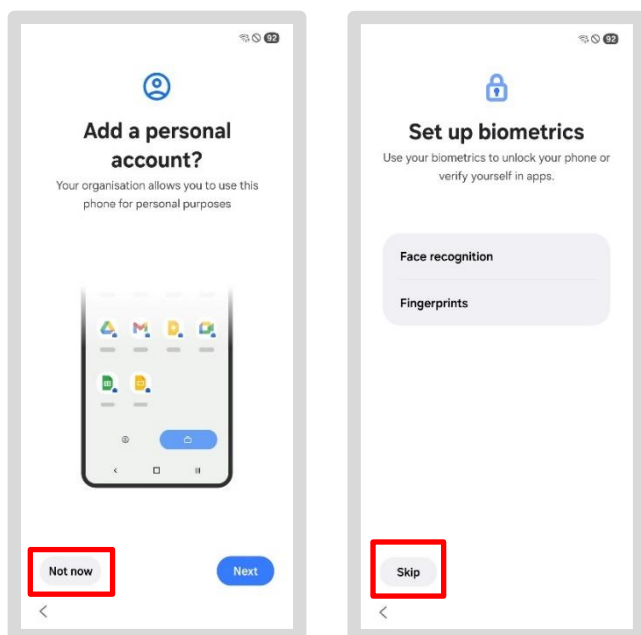 92
Add a personal
account?
Your organisation allows you to use this
phone for personal purposes
Not now
Next
92
Set up biometrics
Use your biometrics to unlock your phone or
verify yourself in apps.
Face recognition
Fingerprints
Skip